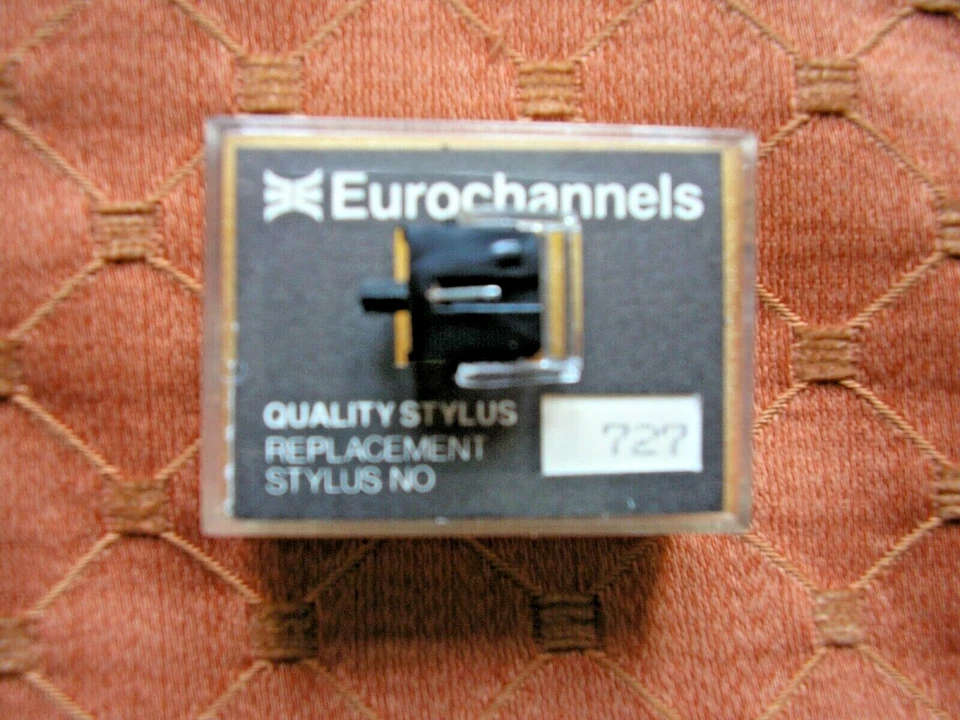 Eurochannels
QUALITY STYLUS
REPLACEMENT
STYLUS NO
727